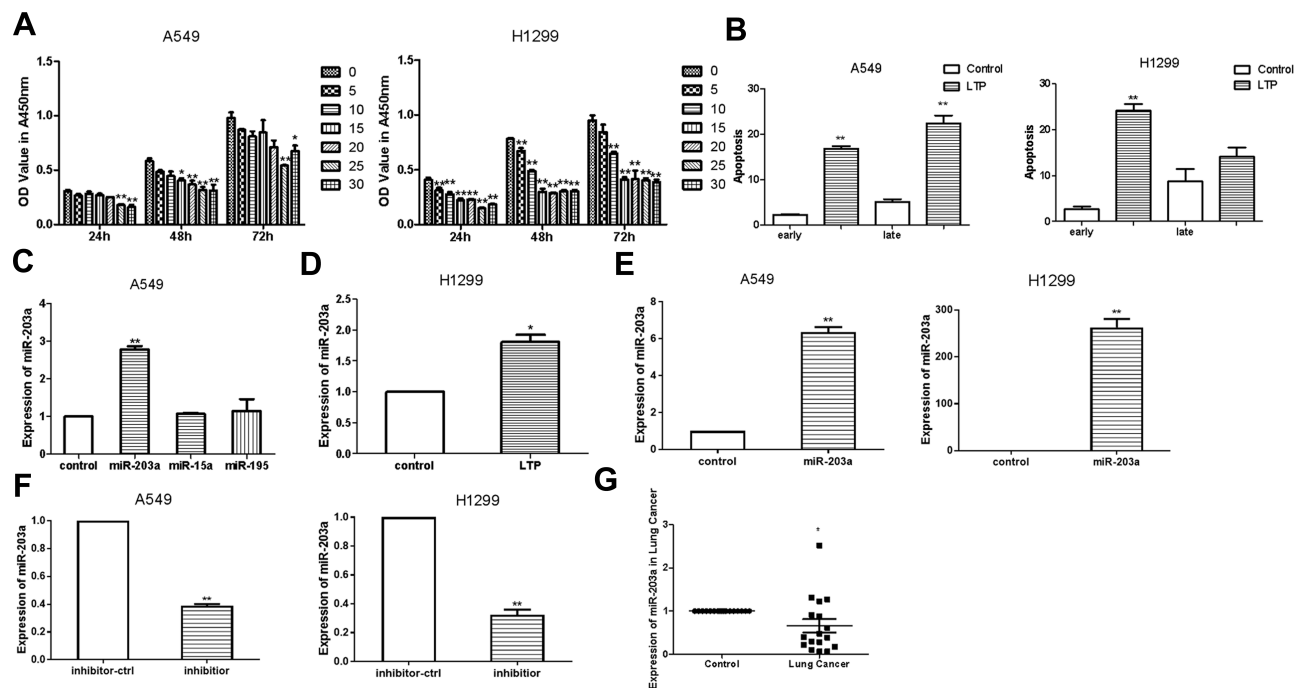 A
A549
OD Value in A450nm
1.5
1.0
0.5
0.0
** **
* ** ** **
** *
24h
48h
72h
0
5
10
15
20
25
30
H1299
OD Value in A450nm
1.5
1.0
0.5
0.0
24h
48h
72h
0
5
10
15
20
25
30
B
A549
Control
LTP
Apoptosis
30
20
10
0
**
**
early
late
H1299
Control
LTP
Apoptosis
30
20
10
0
**
early
late
C
A549
Expression of miR-203a
4
3
2
1
0
**
control
miR-203a
miR-15a
miR-195
D
H1299
Expression of miR-203a
2.5
2.0
1.5
1.0
0.5
0.0
*
control
LTP
E
A549
Expression of miR-203a
8
6
4
2
0
**
control
miR-203a
H1299
Expression of miR-203a
300
200
100
0
**
control
miR-203a
F
A549
Expression of miR-203a
1.0
0.8
0.6
0.4
0.2
0.0
**
inhibitor-ctrl
inhibitior
H1299
Expression of miR-203a
1.0
0.8
0.6
0.4
0.2
0.0
**
inhibitor-ctrl
inhibitior
G
Expression of miR-203a in Lung Cancer
3
2
1
0
*
Control
Lung Cancer